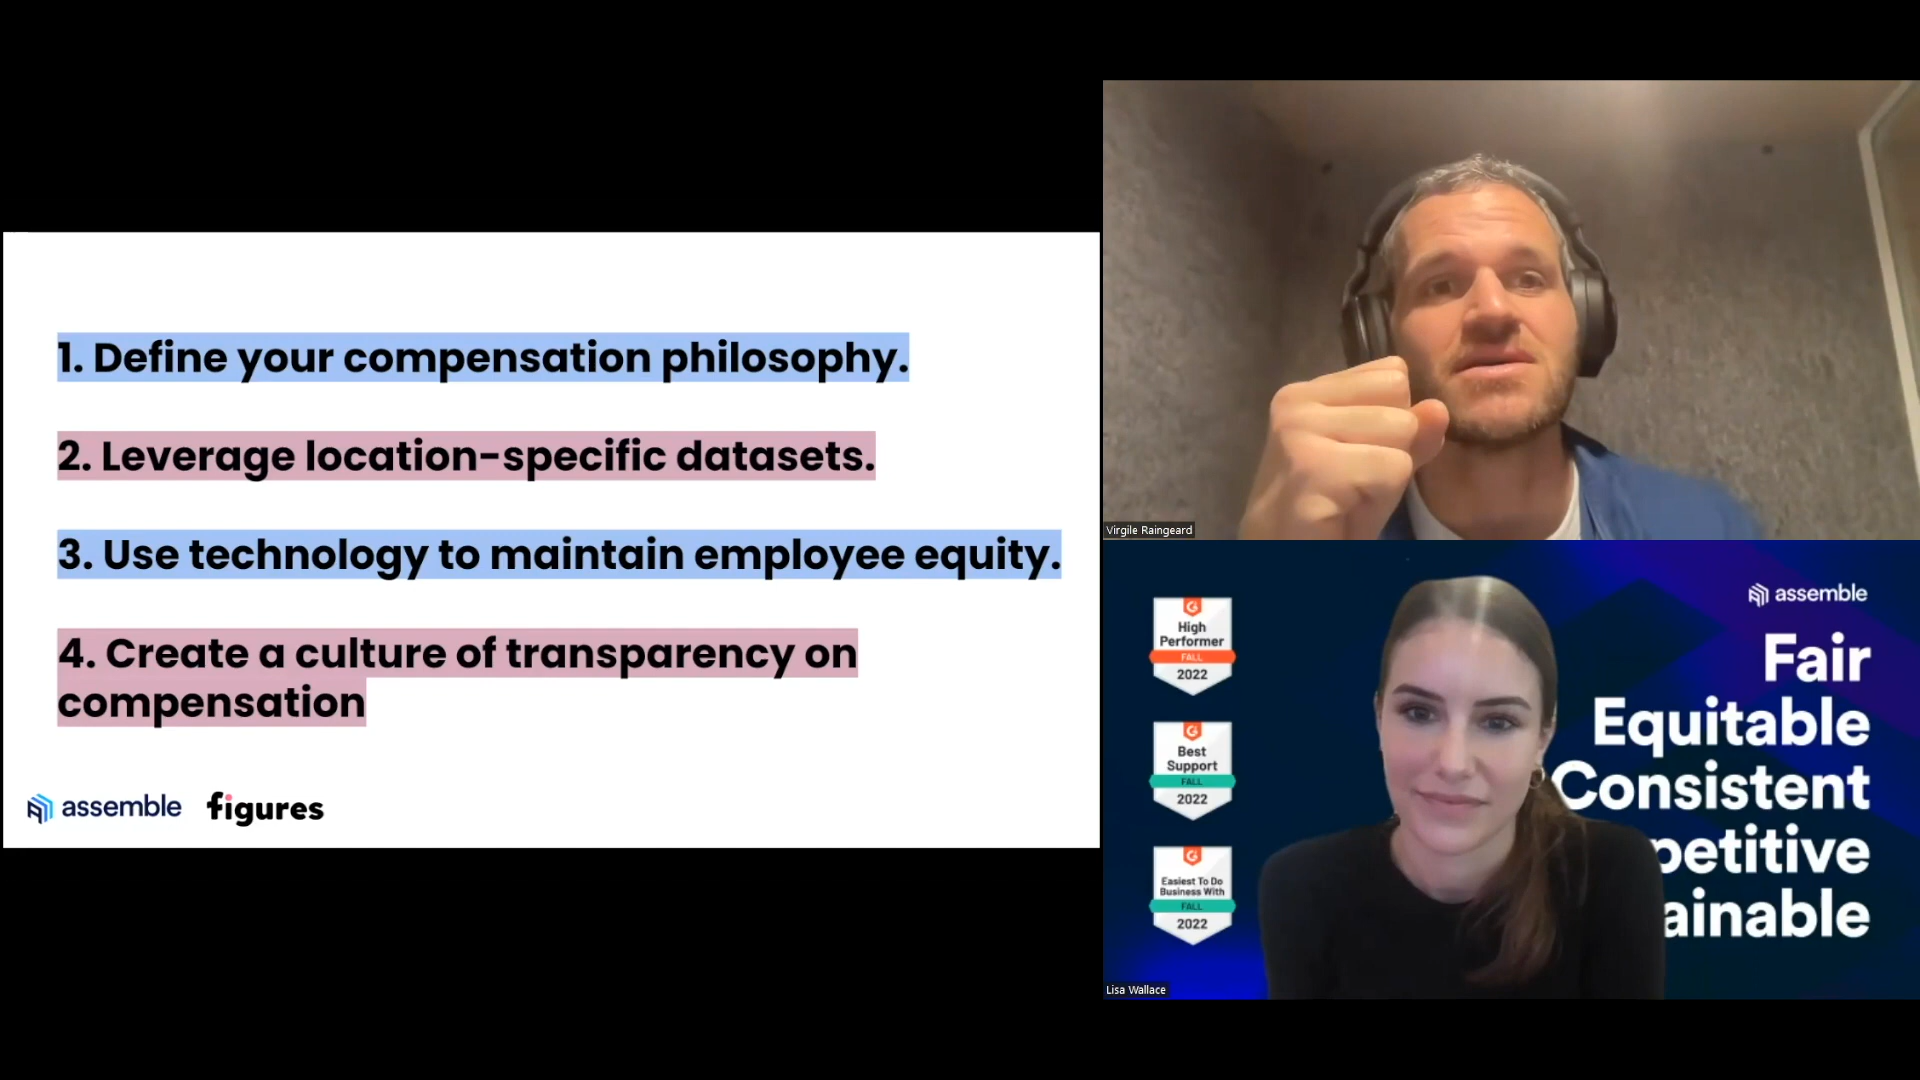 1. Define your compensation philosophy.
2. Leverage location-specific datasets.
3. Use technology to maintain employee equity.
4. Create a culture of transparency on
compensation
assemble figures
Virgile Raingeard
assemble
High
Performer
FALL
2022
Best
Support
FALL
2022
Easiest To Do
Business With
FALL
2022
Fair
Equitable
Consistent
petitive
ainable
Lisa Wallace